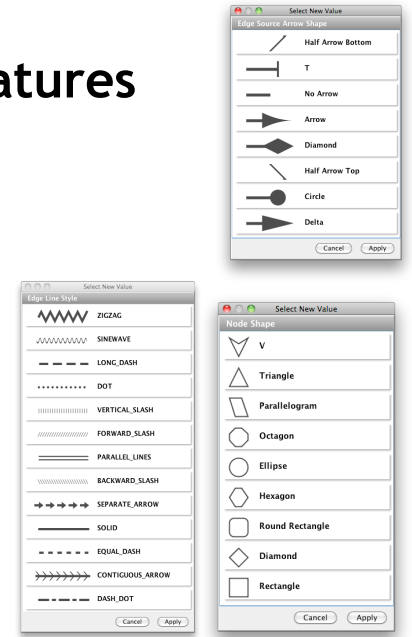 atures
Select New Value
Edge Source Arrow Shape
Half Arrow Bottom
T
No Arrow
Arrow
Diamond
Half Arrow Top
Circle
Delta
Cancel Apply
Select New Value
Edge Line Style
ZIGZAG
SINEWAVE
LONG_DASH
DOT
VERTICAL_SLASH
FORWARD_SLASH
PARALLEL_LINES
BACKWARD_SLASH
SEPARATE_ARROW
SOLID
EQUAL_DASH
CONTIGUOUS_ARROW
DASH_DOT
Cancel Apply
Select New Value
Node Shape
V
Triangle
Parallelogram
Octagon
Ellipse
Hexagon
Round Rectangle
Diamond
Rectangle
Cancel Apply